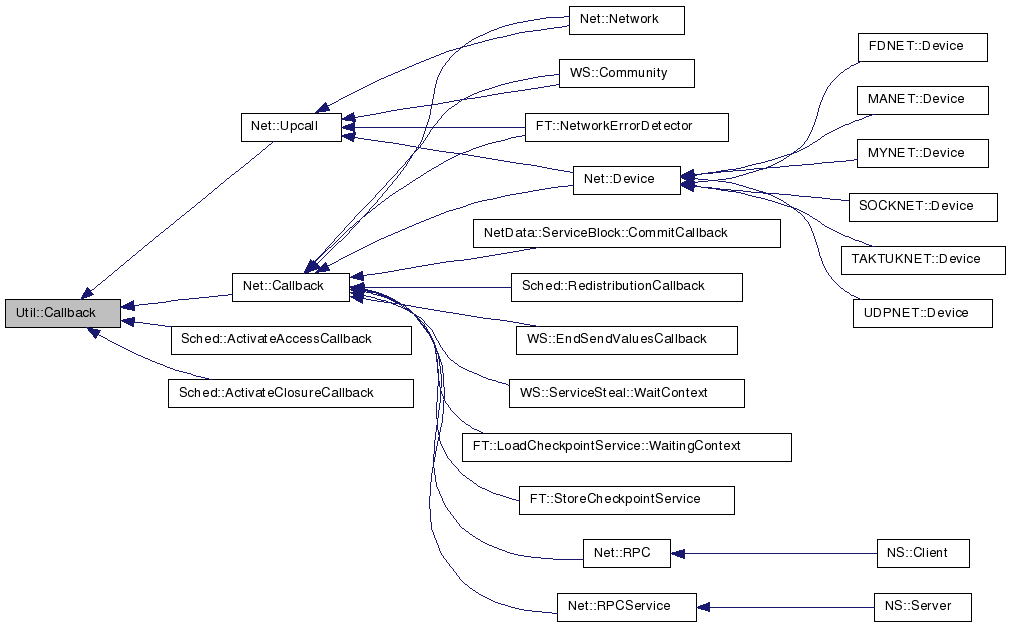 Net::Network
FDNET::Device
WS::Community
MANET::Device
Net::Upcall
FT::NetworkErrorDetector
MYNET::Device
Net::Device
SOCKNET::Device
NetData::ServiceBlock::CommitCallback
TAKTUKNET::Device
Net::Callback
Sched::RedistributionCallback
Util::Callback
UDPNET::Device
Sched::ActivateAccessCallback
WS::EndSendValuesCallback
Sched::ActivateClosureCallback
WS::ServiceSteal::WaitContext
FT::LoadCheckpointService::WaitingContext
FT::StoreCheckpointService
Net::RPC
NS::Client
Net::RPCService
NS::Server